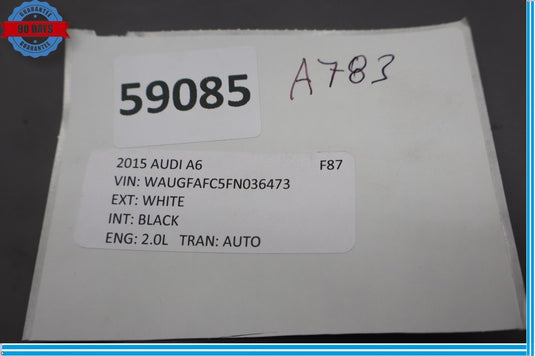 GUARANTEE
90 DAYS
GUARANTEE
59085
A783
2015 AUDI A6 F87
VIN: WAUGFAFC5FN036473
EXT: WHITE
INT: BLACK
ENG: 2.0L TRAN: AUTO